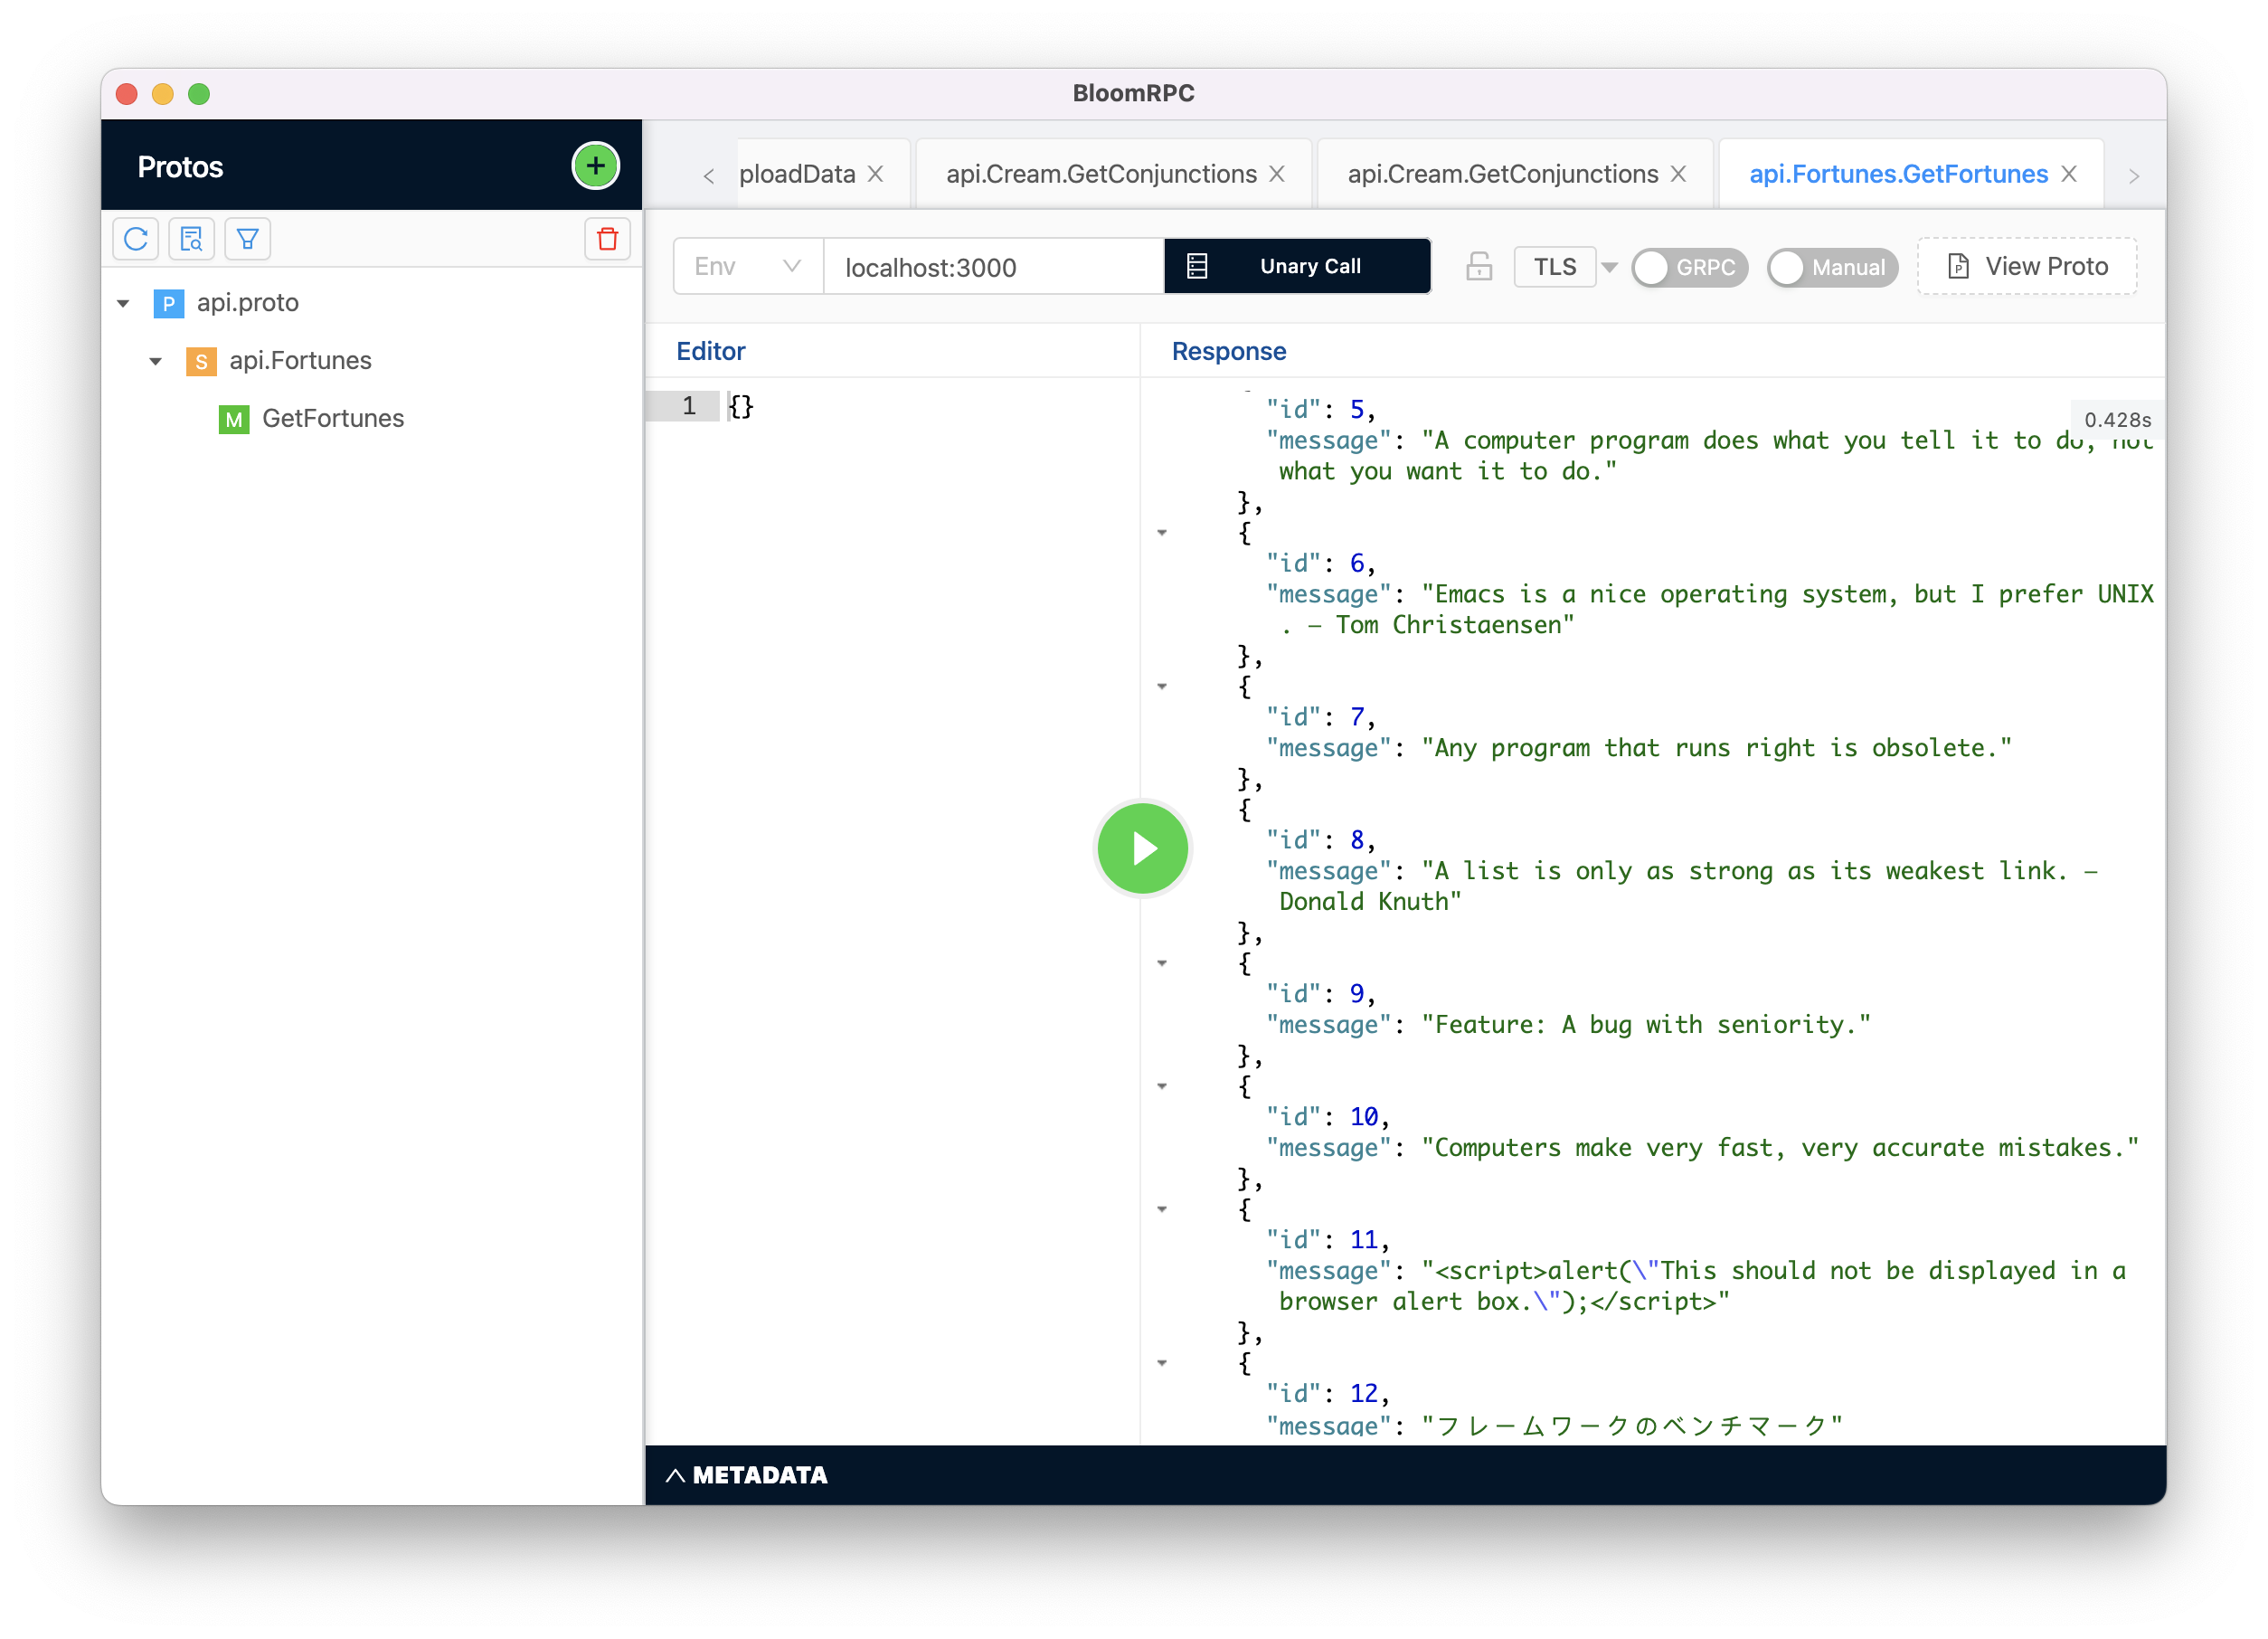 BloomRPC
Protos
ploadData
api.Cream.GetConjunctions
api.Cream.GetConjunctions
api.Fortunes.GetFortunes
Env
localhost:3000
Unary Call
TLS
GRPC
Manual
View Proto
P api.proto
S api.Fortunes
M GetFortunes
Editor
1 {}
Response
0.428s
"id": 5,
"message": "A computer program does what you tell it to do, not
what you want it to do."
},
{
"id": 6,
"message": "Emacs is a nice operating system, but I prefer UNIX
. — Tom Christaensen"
},
{
"id": 7,
"message": "Any program that runs right is obsolete."
},
{
"id": 8,
"message": "A list is only as strong as its weakest link. —
Donald Knuth"
},
{
"id": 9,
"message": "Feature: A bug with seniority."
},
{
"id": 10,
"message": "Computers make very fast, very accurate mistakes."
},
{
"id": 11,
"message": "<script>alert(\"This should not be displayed in a
browser alert box.\");</script>"
},
{
"id": 12,
"message": "フレームワークのベンチマーク"
METADATA